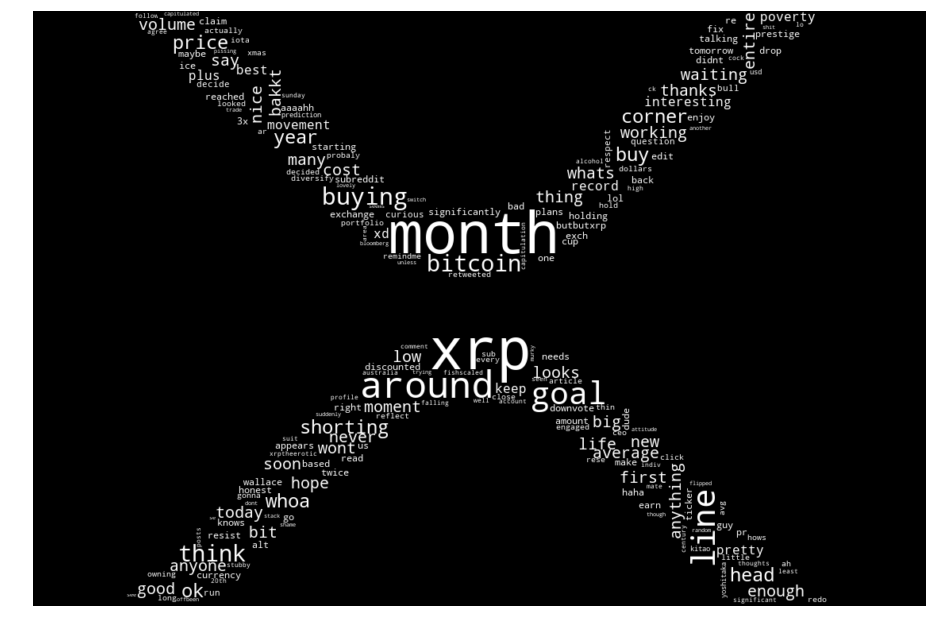 follow capitulated
volume claim
agree actually
price iota
maybe pissing xmas
say
ice best
plus
decide
nice bakkt
reached sunday
looked aaaahh
trade prediction
3x movement
ar year
starting
many probaly
decided cost
diversify subreddit
lovely
buying switch
exchange curious significantly bad plans
portfolio
area xd month
bloomberg
remindme bitcoin capitulation one
unless
retweeted
re poverty
fix shit lo
talking entire prestige
tomorrow drop
didnt cock
waiting usd
ck thanks bull
interesting
corner enjoy
working another
respect question
buy edit
alcohol dollars
whats back
record high
thing lol
hold
holding
butbutxrp
exch
cup
xrp
comment
low sub needs
every murky
discounted
australia trying fishscaled looks
seen article
around keep goal
close
profile well account
right moment falling downvote thin
suddenly reflect
shorting amount big dude
engaged ceo attitude
suit never
appears wont us life new
xrptheerotic read average click
soon based rese make indiv
twice
wallace hope first mate flipped
honest anything ticker
gonna haha
dont whoa earn
today stack go though line avg
knows shame
resist bit guy
posts alt century random pr hows
think kitao pretty
little
anyone stubby thoughts ah
owning currency yoshitaka head least
20th
good ok run enough
long significant redo